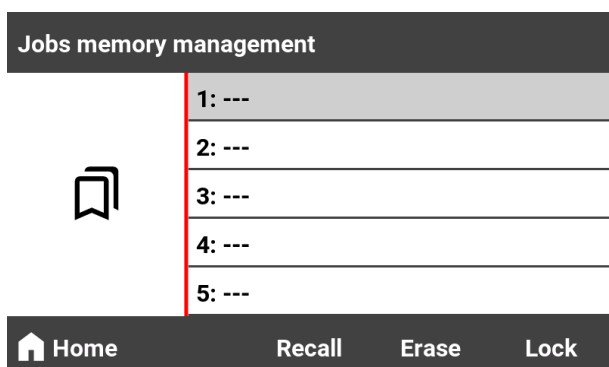 Jobs memory management
1: ---
2: ---
3: ---
4: ---
5: ---
Home Recall Erase Lock